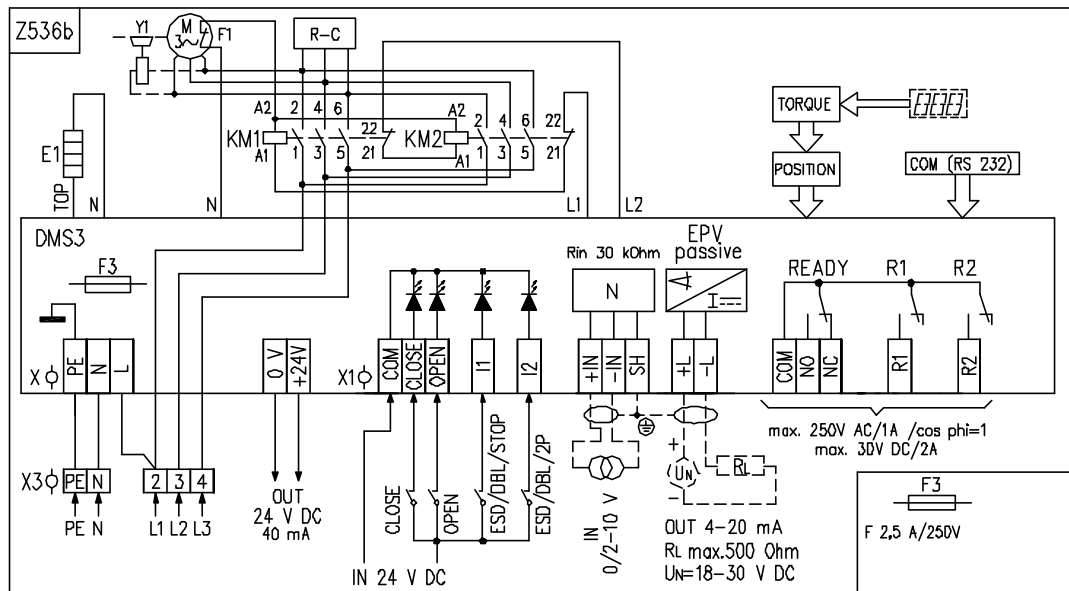 Z536b
Y1
M
3~
F1
R-C
A2
2 4 6
KM1
A1
1 3 5
22
21
A2
2 4 6
KM2
A1
1 3 5
22
21
TORQUE
POSITION
COM (RS 232)
E1
TOP
N
N
L1
L2
DMS3
F3
EPV
passive
Rin 30 kOhm
N
I
READY
R1
R2
X
PE
N
L
0 V
+24V
X1
COM
CLOSE
OPEN
I1
I2
+IN
-IN
SH
+L
-L
COM
NO
NC
R1
R2
max. 250V AC/1A /cos phi=1
max. 30V DC/2A
X3
PE N
2 3 4
PE N
L1 L2 L3
OUT
24 V DC
40 mA
CLOSE
OPEN
ESD/DBL/STOP
ESD/DBL/2P
IN 24 V DC
IN
0/2-10 V
+
UN
-
RL
OUT 4-20 mA
RL max.500 Ohm
UN=18-30 V DC
F3
F 2,5 A/250V